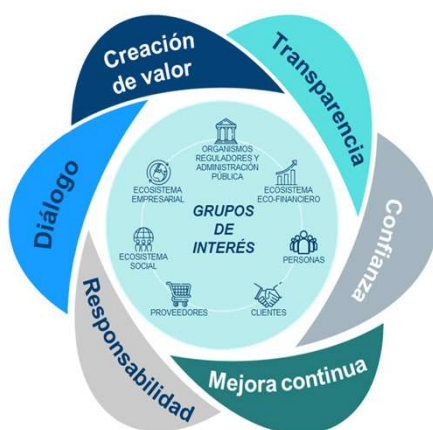 Creación
de valor
Transparencia
Confianza
Mejora continua
Responsabilidad
Diálogo
ORGANISMOS
REGULADORES Y
ADMINISTRACIÓN
PÚBLICA
ECOSISTEMA
ECO-FINANCIERO
PERSONAS
CLIENTES
PROVEEDORES
ECOSISTEMA
SOCIAL
ECOSISTEMA
EMPRESARIAL
GRUPOS
DE
INTERÉS